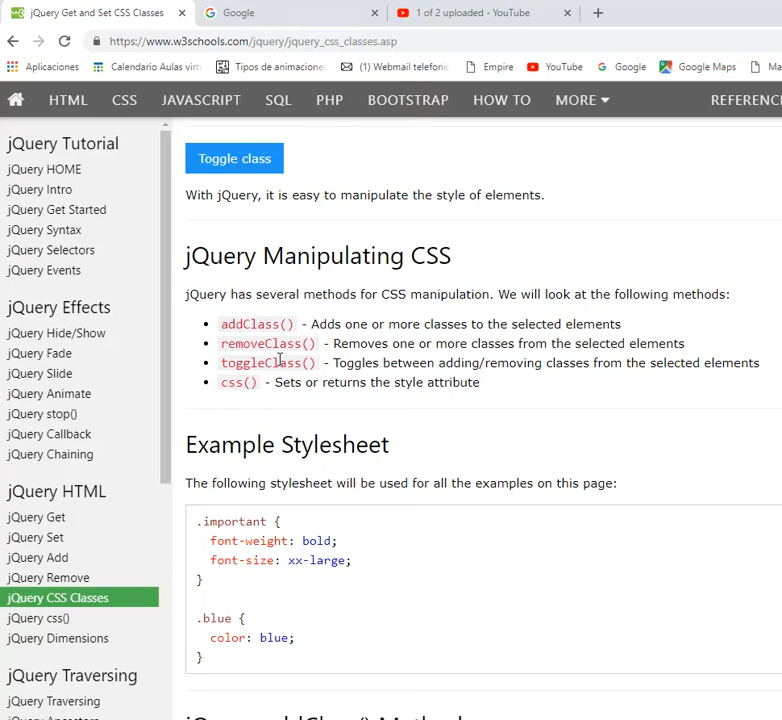 jQuery Get and Set CSS Classes
Google
1 of 2 uploaded - YouTube
https://www.w3schools.com/jquery/jquery_css_classes.asp
Aplicaciones
Calendario Aulas virt
Tipos de animacione
(1) Webmail telefonic
Empire
YouTube
Google
Google Maps
Ma
HTML CSS JAVASCRIPT SQL PHP BOOTSTRAP HOW TO MORE REFERENC
jQuery Tutorial
jQuery HOME
jQuery Intro
jQuery Get Started
jQuery Syntax
jQuery Selectors
jQuery Events
jQuery Effects
jQuery Hide/Show
jQuery Fade
jQuery Slide
jQuery Animate
jQuery stop()
jQuery Callback
jQuery Chaining
jQuery HTML
jQuery Get
jQuery Set
jQuery Add
jQuery Remove
jQuery CSS Classes
jQuery css()
jQuery Dimensions
jQuery Traversing
jQuery Traversing
Toggle class
With jQuery, it is easy to manipulate the style of elements.
jQuery Manipulating CSS
jQuery has several methods for CSS manipulation. We will look at the following methods:
• addClass() - Adds one or more classes to the selected elements
• removeClass() - Removes one or more classes from the selected elements
• toggleClass() - Toggles between adding/removing classes from the selected elements
• css() - Sets or returns the style attribute
Example Stylesheet
The following stylesheet will be used for all the examples on this page:
.important {
font-weight: bold;
font-size: xx-large;
}
.blue {
color: blue;
}